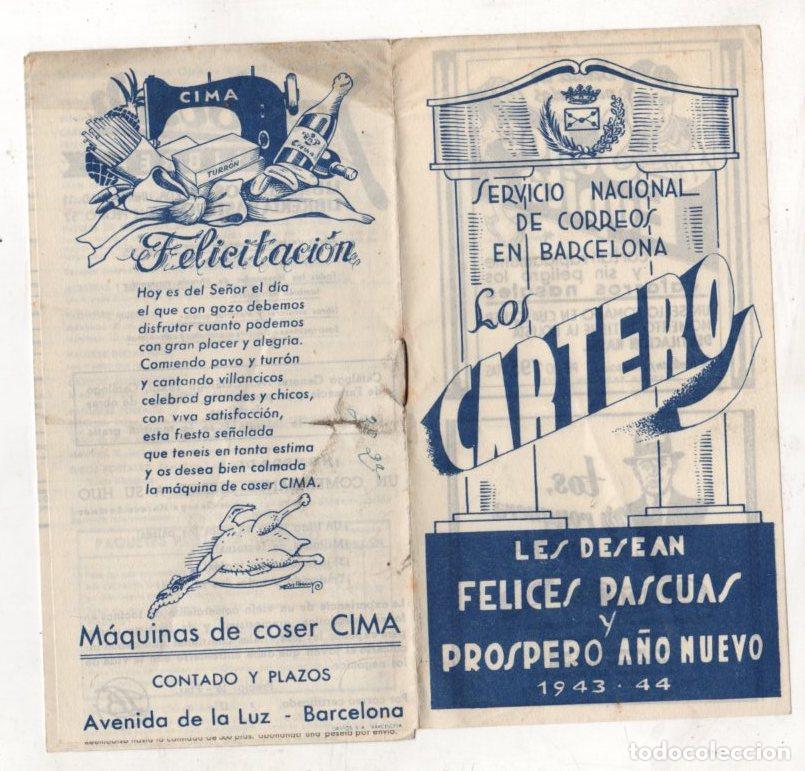 CIMA
TURRÓN
Cima
Felicitación
Hoy es del Señor el día
el que con gozo debemos
disfrutar cuanto podemos
con gran placer y alegria.
Comiendo pavo y turrón
y cantando villancicos
celebrad grandes y chicos,
con viva satisfacción,
esta fiesta señalada
que teneis en tanta estima
y os desea bien colmada
la máquina de coser CIMA.
Máquinas de coser CIMA
CONTADO Y PLAZOS
Avenida de la Luz - Barcelona
SERVICIO NACIONAL
DE CORREOS
EN BARCELONA
Los
CARTEROS
LES DESEAN
FELICES PASCUAS
Y
PROSPERO AÑO NUEVO
1943-44
todocoleccion